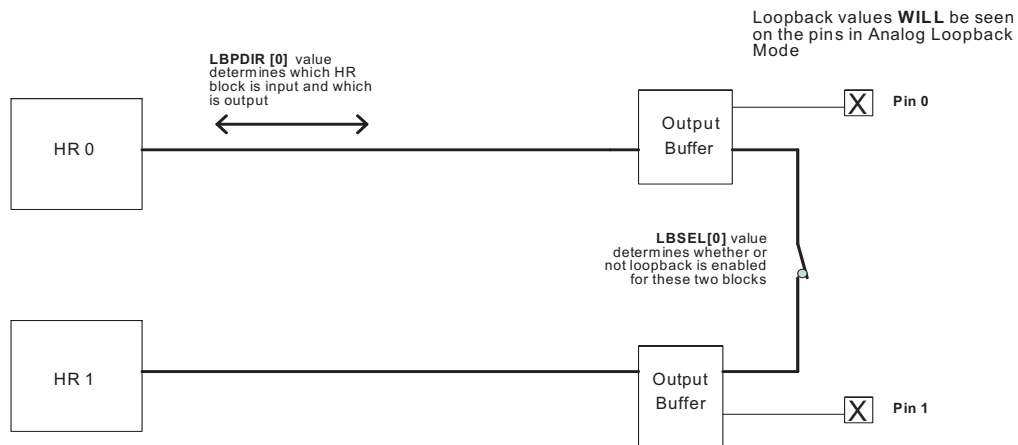 Loopback values WILL be seen
on the pins in Analog Loopback
Mode
LBPDIR [0] value
determines which HR
block is input and which
is output
HR 0
Output
Buffer
X
Pin 0
LBSEL[0] value
determines whether or
not loopback is enabled
for these two blocks
HR 1
Output
Buffer
X
Pin 1